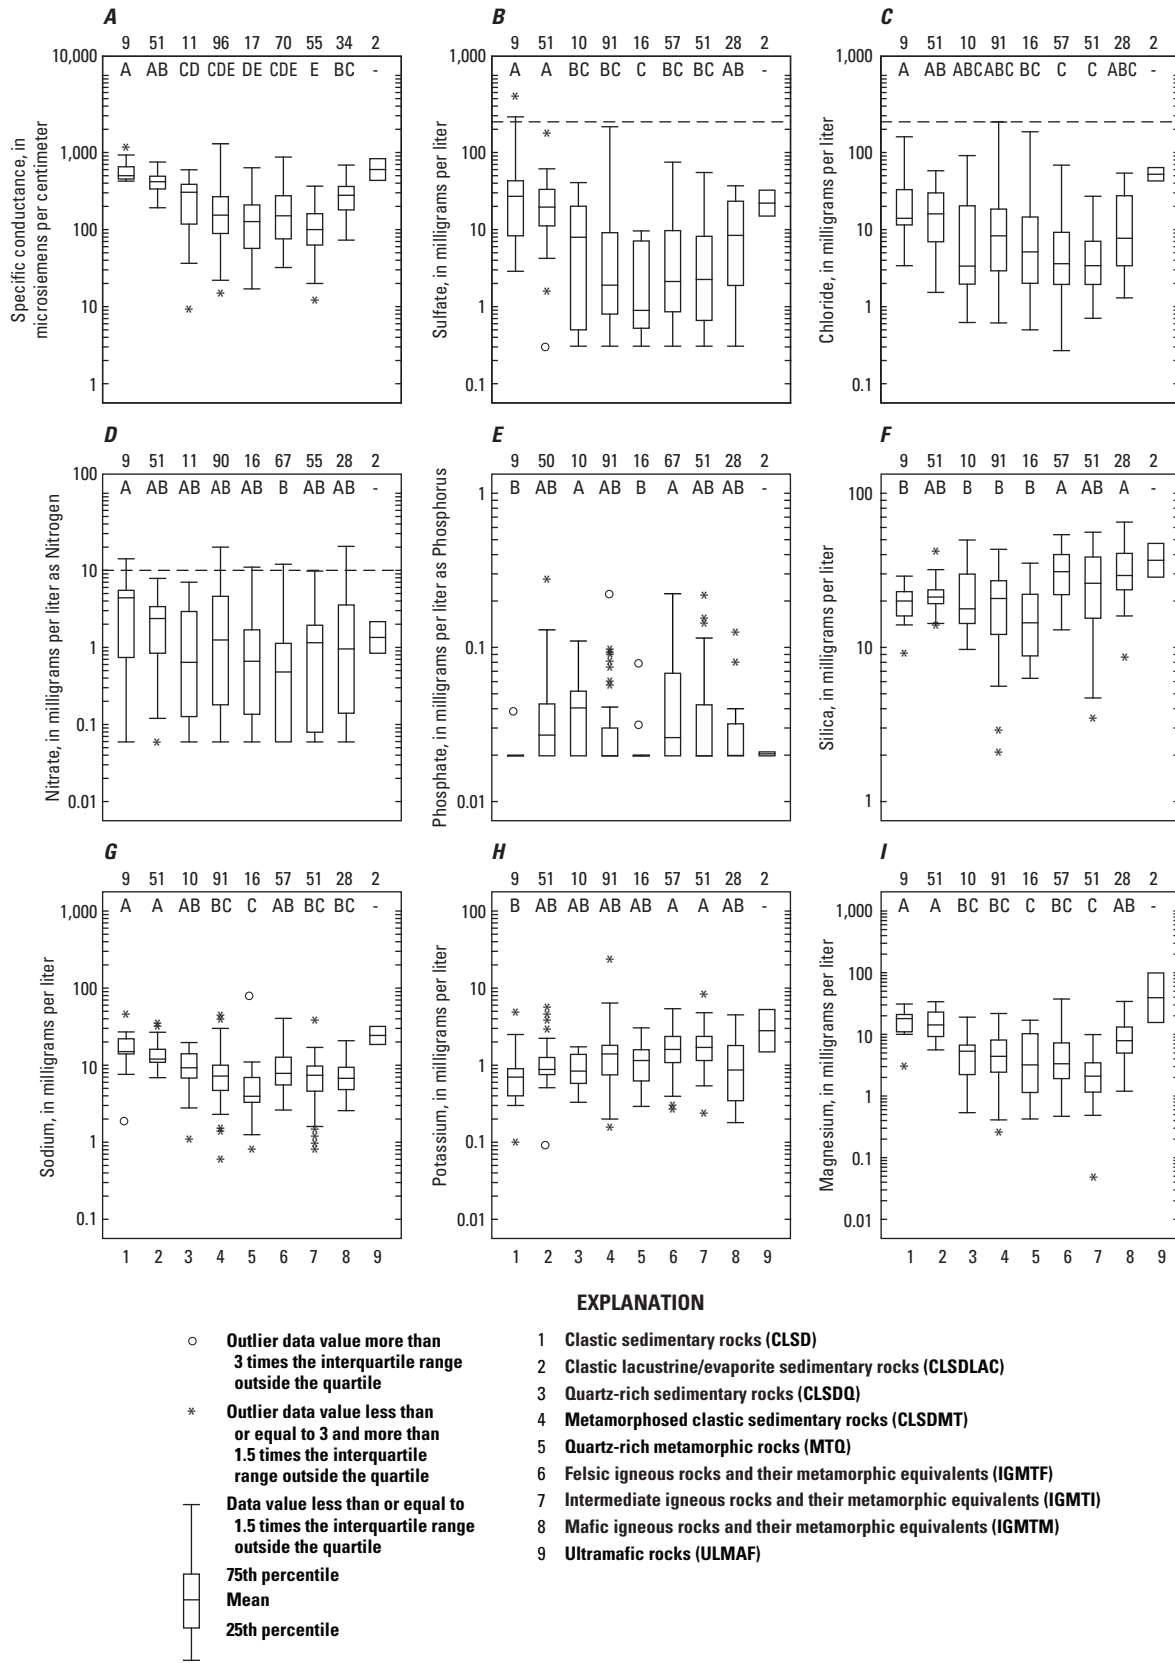 A
9 51 11 96 17 70 55 34 2
A AB CD CDE DE CDE E BC -
10,000
1,000
100
10
1
Specific conductance, in
microsiemens per centimeter
B
9 51 10 91 16 57 51 28 2
A A BC BC C BC BC AB -
1,000
100
10
1
0.1
Sulfate, in milligrams per liter
C
9 51 10 91 16 57 51 28 2
A AB ABC ABC BC C C ABC -
1,000
100
10
1
0.1
Chloride, in milligrams per liter
D
9 51 11 90 16 67 55 28 2
A AB AB AB AB B AB AB -
100
10
1
0.1
0.01
Nitrate, in milligrams per liter as Nitrogen
E
9 50 10 91 16 67 51 28 2
B AB A AB B A AB AB -
1
0.1
0.01
Phosphate, in milligrams per liter as Phosphorus
F
9 51 10 91 16 57 51 28 2
B AB B B B A AB A -
100
10
1
Silica, in milligrams per liter
G
9 51 10 91 16 57 51 28 2
A A AB BC C AB BC BC -
1,000
100
10
1
0.1
Sodium, in milligrams per liter
1 2 3 4 5 6 7 8 9
H
9 51 10 91 16 57 51 28 2
B AB AB AB AB A A AB -
100
10
1
0.1
0.01
Potassium, in milligrams per liter
1 2 3 4 5 6 7 8 9
I
9 51 10 91 16 57 51 28 2
A A BC BC C BC C AB -
1,000
100
10
1
0.1
0.01
Magnesium, in milligrams per liter
1 2 3 4 5 6 7 8 9
EXPLANATION
Outlier data value more than
3 times the interquartile range
outside the quartile
Outlier data value less than
or equal to 3 and more than
1.5 times the interquartile
range outside the quartile
Data value less than or equal to
1.5 times the interquartile range
outside the quartile
75th percentile
Mean
25th percentile
1 Clastic sedimentary rocks (CLSD)
2 Clastic lacustrine/evaporite sedimentary rocks (CLSDLAC)
3 Quartz-rich sedimentary rocks (CLSDQ)
4 Metamorphosed clastic sedimentary rocks (CLSDMT)
5 Quartz-rich metamorphic rocks (MTQ)
6 Felsic igneous rocks and their metamorphic equivalents (IGMTF)
7 Intermediate igneous rocks and their metamorphic equivalents (IGMTI)
8 Mafic igneous rocks and their metamorphic equivalents (IGMTM)
9 Ultramafic rocks (ULMAF)